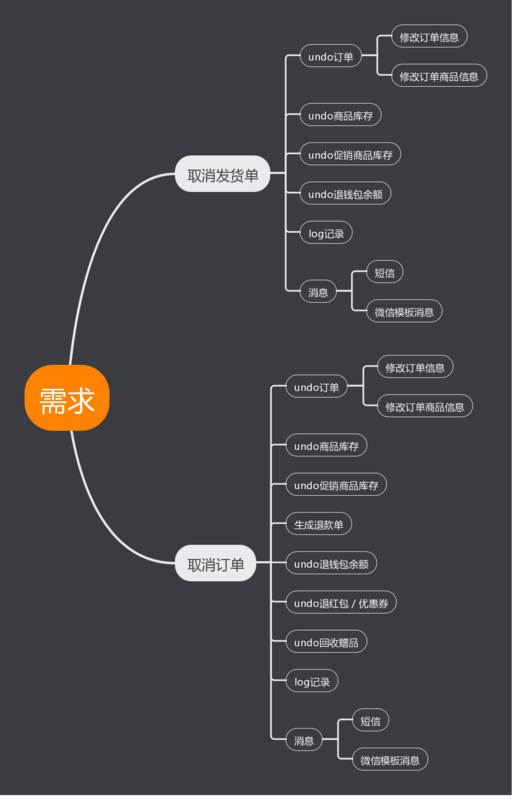 需求
取消发货单
undo订单
修改订单信息
修改订单商品信息
undo商品库存
undo促销商品库存
undo退钱包余额
log记录
消息
短信
微信模板消息
取消订单
undo订单
修改订单信息
修改订单商品信息
undo商品库存
undo促销商品库存
生成退款单
undo退钱包余额
undo退红包 / 优惠券
undo回收赠品
log记录
消息
短信
微信模板消息